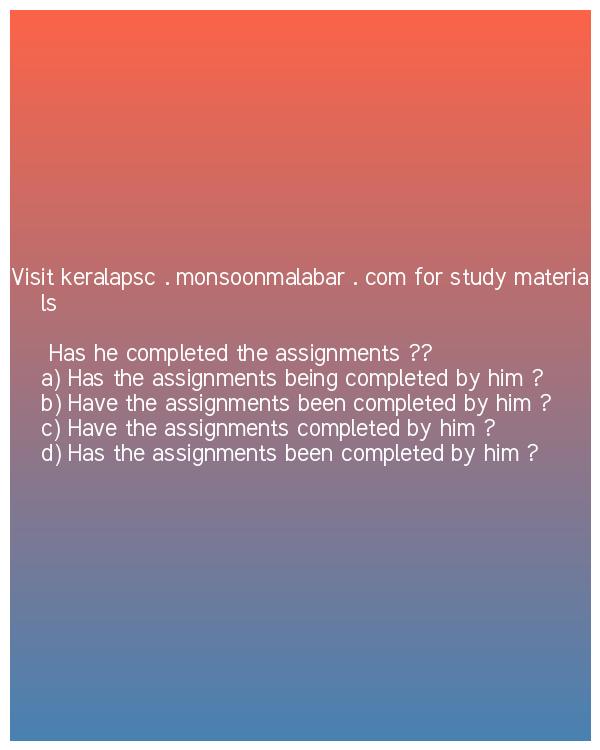 Visit keralapsc . monsoonmalabar . com for study materia
ls
Has he completed the assignments ??
a) Has the assignments being completed by him ?
b) Have the assignments been completed by him ?
c) Have the assignments completed by him ?
d) Has the assignments been completed by him ?